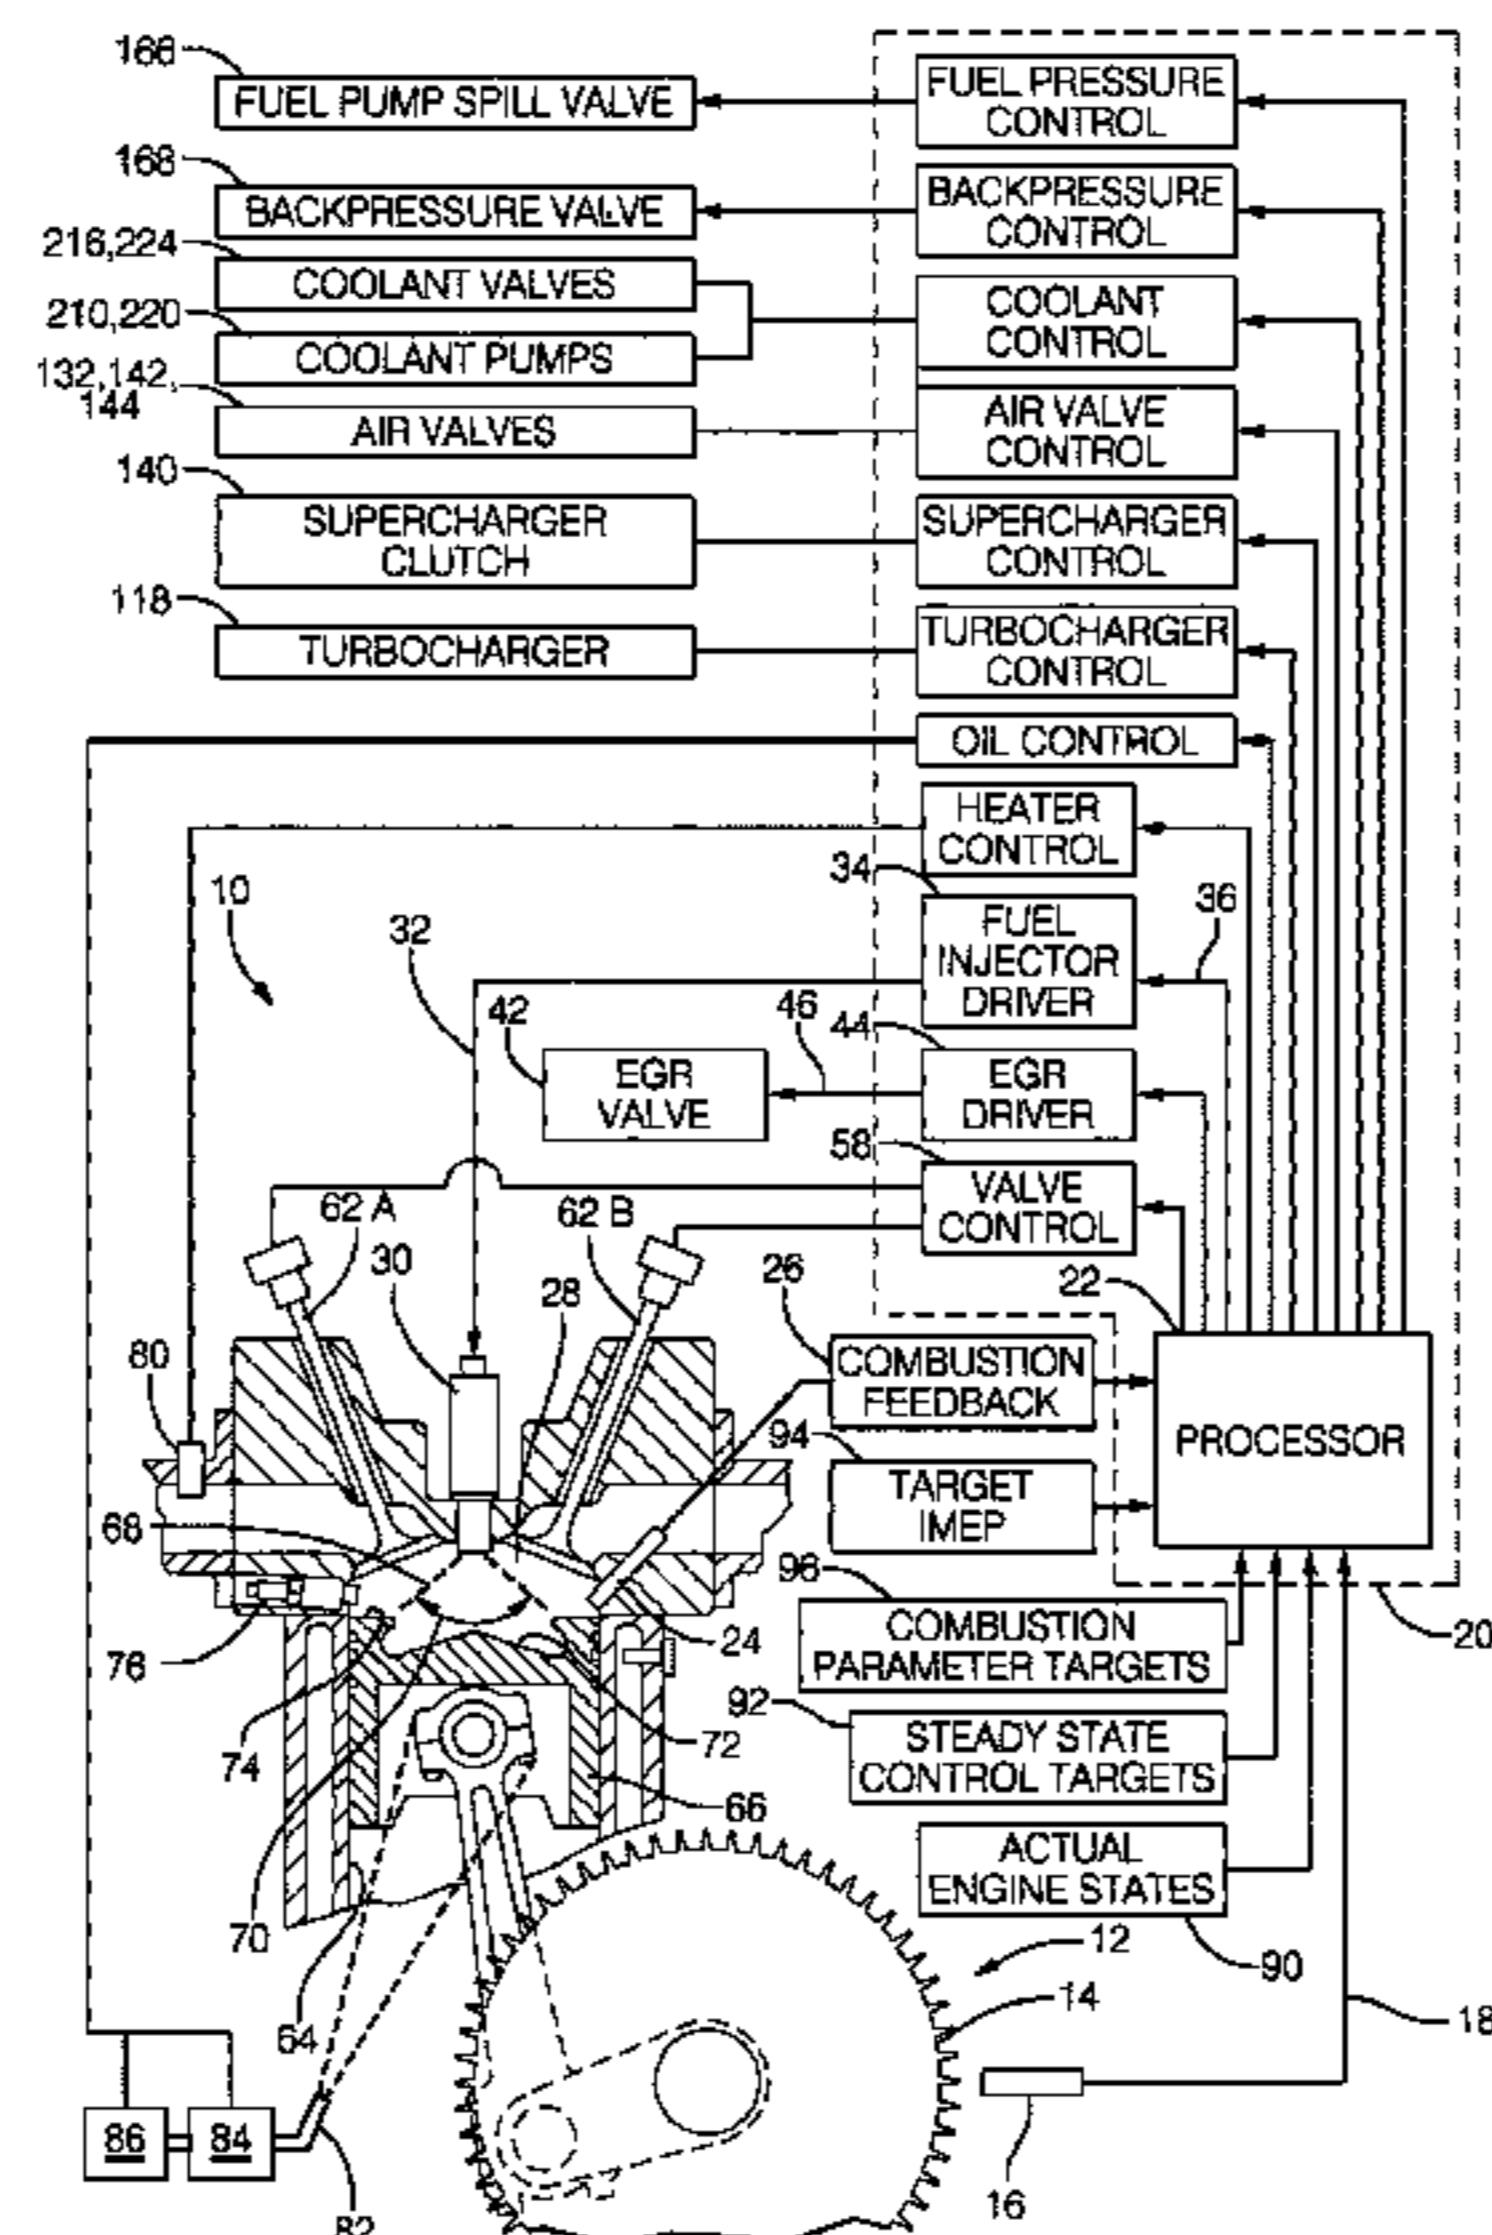 166
FUEL PUMP SPILL VALVE
FUEL PRESSURE
CONTROL
168
BACKPRESSURE VALVE
BACKPRESSURE
CONTROL
216,224
COOLANT VALVES
COOLANT
CONTROL
210,220
COOLANT PUMPS
132,142,
144
AIR VALVES
AIR VALVE
CONTROL
140
SUPERCHARGER
CLUTCH
SUPERCHARGER
CONTROL
118
TURBOCHARGER
TURBOCHARGER
CONTROL
OIL CONTROL
HEATER
CONTROL
34
10
32
36
FUEL
INJECTOR
DRIVER
42
46
44
EGR
VALVE
EGR
DRIVER
58
62 A
62 B
VALVE
CONTROL
30
28
26
22
80
COMBUSTION
FEEDBACK
94
PROCESSOR
TARGET
IMEP
68
96
76
24
COMBUSTION
PARAMETER TARGETS
20
74
72
92
STEADY STATE
CONTROL TARGETS
66
ACTUAL
ENGINE STATES
70
64
12
90
14
18
86
84
16
82